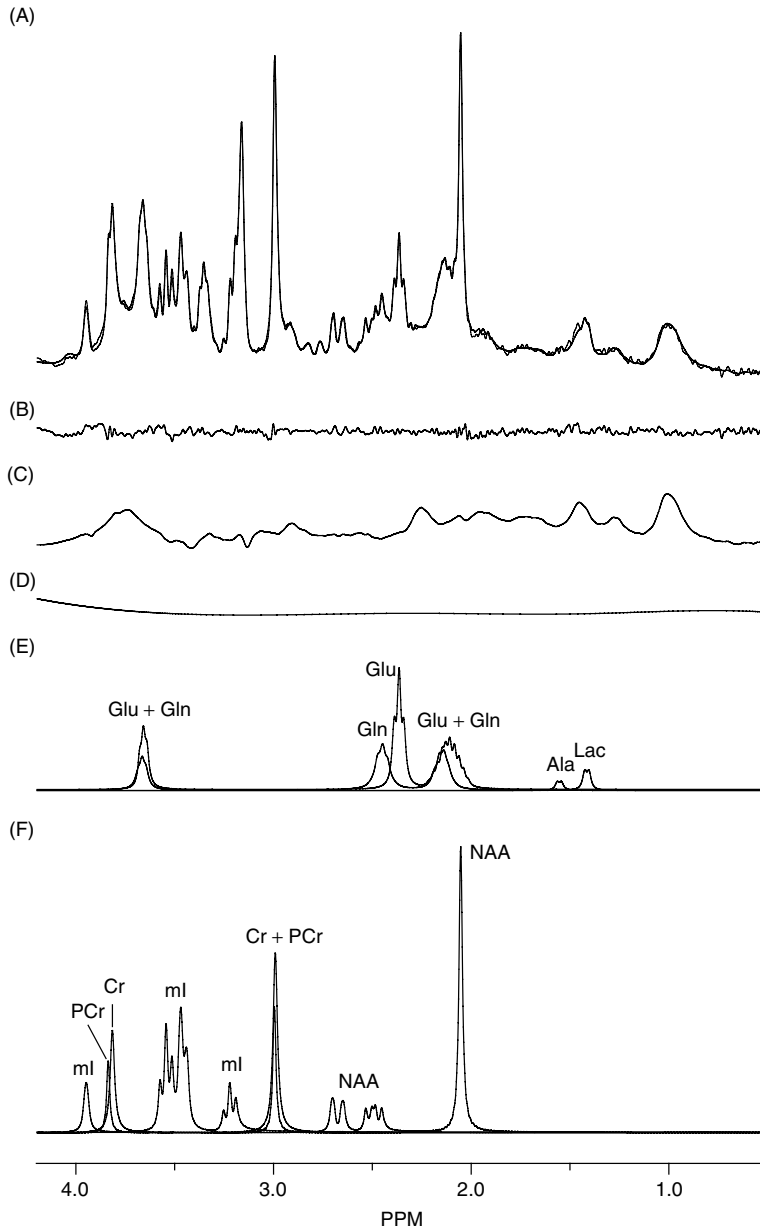 (A)
(B)
(C)
(D)
(E)
Glu
Glu + Gln
Gln
Glu + Gln
Ala
Lac
(F)
NAA
Cr + PCr
Cr
PCr
mI
mI
mI
NAA
4.0
3.0
2.0
1.0
PPM